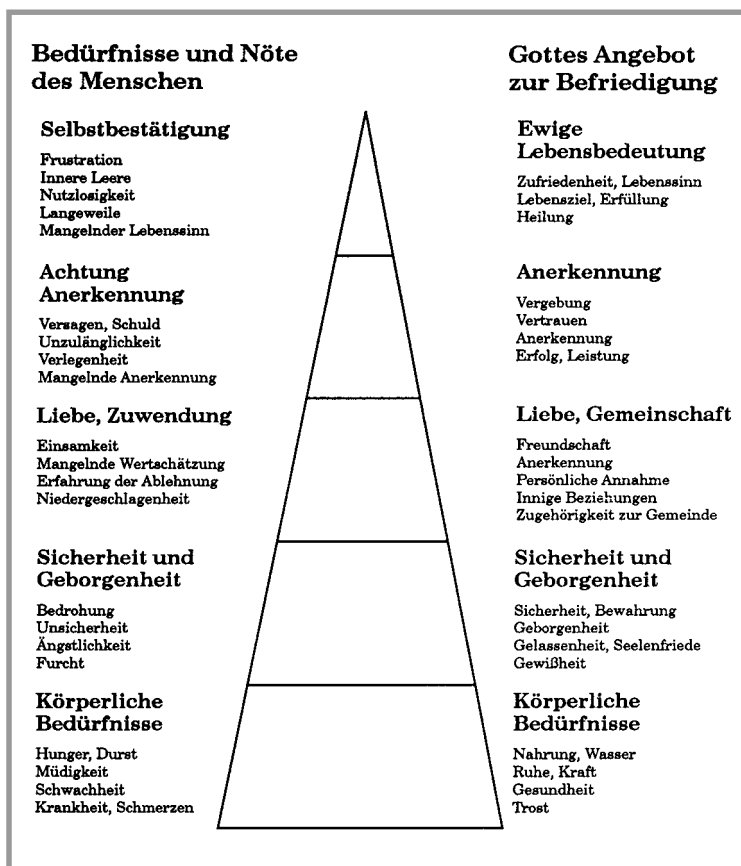 Bedürfnisse und Nöte
des Menschen
Selbstbestätigung
Frustration
Innere Leere
Nutzlosigkeit
Langeweile
Mangelnder Lebenssinn
Achtung
Anerkennung
Versagen, Schuld
Unzulänglichkeit
Verlegenheit
Mangelnde Anerkennung
Liebe, Zuwendung
Einsamkeit
Mangelnde Wertschätzung
Erfahrung der Ablehnung
Niedergeschlagenheit
Sicherheit und
Geborgenheit
Bedrohung
Unsicherheit
Ängstlichkeit
Furcht
Körperliche
Bedürfnisse
Hunger, Durst
Müdigkeit
Schwachheit
Krankheit, Schmerzen
Gottes Angebot
zur Befriedigung
Ewige
Lebensbedeutung
Zufriedenheit, Lebenssinn
Lebensziel, Erfüllung
Heilung
Anerkennung
Vergebung
Vertrauen
Anerkennung
Erfolg, Leistung
Liebe, Gemeinschaft
Freundschaft
Anerkennung
Persönliche Annahme
Innige Beziehungen
Zugehörigkeit zur Gemeinde
Sicherheit und
Geborgenheit
Sicherheit, Bewahrung
Geborgenheit
Gelassenheit, Seelenfriede
Gewißheit
Körperliche
Bedürfnisse
Nahrung, Wasser
Ruhe, Kraft
Gesundheit
Trost